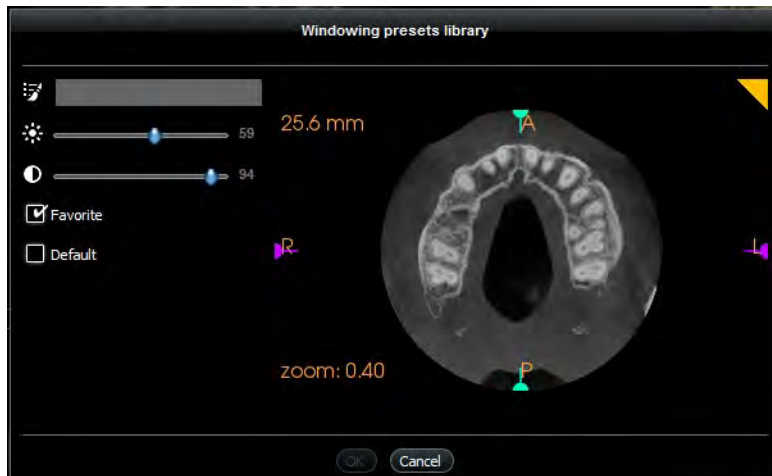 Windowing presets library
59
94
Favorite
Default
25.6 mm
A
R
L
zoom: 0.40
P
OK
Cancel